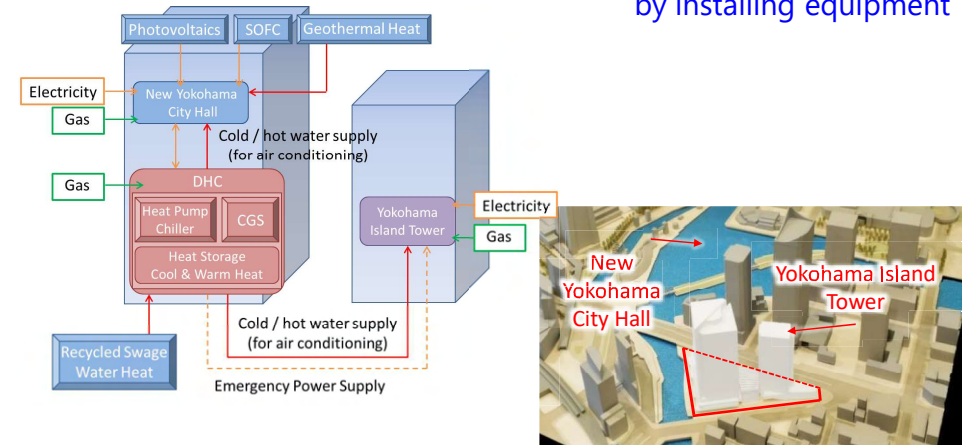 by installing equipment
Photovoltaics
SOFC
Geothermal Heat
Electricity
New Yokohama
City Hall
Gas
Cold / hot water supply
(for air conditioning)
Gas
DHC
Heat Pump
Chiller
CGS
Heat Storage
Cool & Warm Heat
Yokohama
Island Tower
Electricity
Gas
New
Yokohama
City Hall
Yokohama Island
Tower
Cold / hot water supply
(for air conditioning)
Recycled Swage
Water Heat
Emergency Power Supply